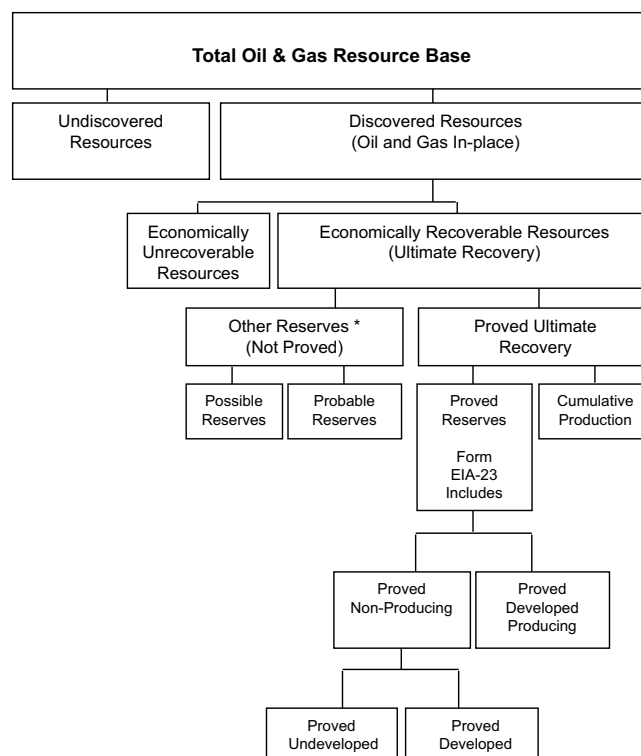 Total Oil & Gas Resource Base
Undiscovered
Resources
Discovered Resources
(Oil and Gas In-place)
Economically
Unrecoverable
Resources
Economically Recoverable Resources
(Ultimate Recovery)
Other Reserves *
(Not Proved)
Proved Ultimate
Recovery
Possible
Reserves
Probable
Reserves
Proved
Reserves
Form
EIA-23
Includes
Cumulative
Production
Proved
Non-Producing
Proved
Developed
Producing
Proved
Undeveloped
Proved
Developed